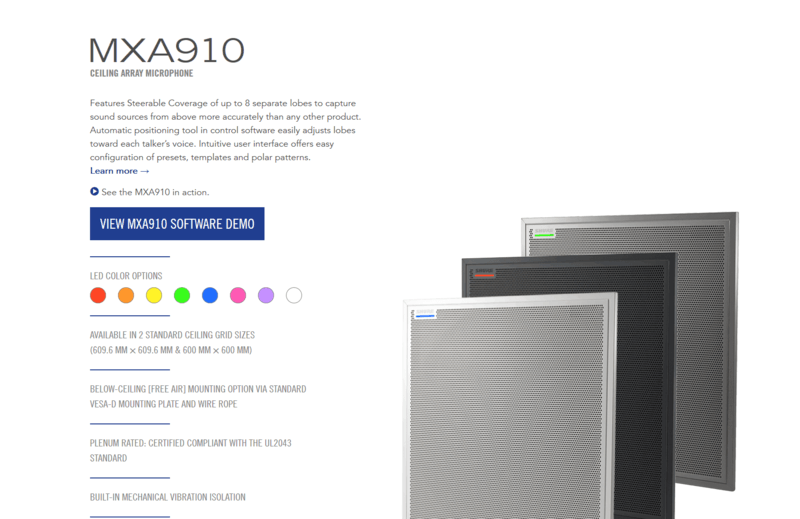 MXA910
CEILING ARRAY MICROPHONE
Features Steerable Coverage of up to 8 separate lobes to capture
sound sources from above more accurately than any other product.
Automatic positioning tool in control software easily adjusts lobes
toward each talker's voice. Intuitive user interface offers easy
configuration of presets, templates and polar patterns.
Learn more →
See the MXA910 in action.
VIEW MXA910 SOFTWARE DEMO
LED COLOR OPTIONS
AVAILABLE IN 2 STANDARD CEILING GRID SIZES
(609.6 MM × 609.6 MM & 600 MM × 600 MM)
BELOW-CEILING [FREE AIR] MOUNTING OPTION VIA STANDARD
VESA-D MOUNTING PLATE AND WIRE ROPE
PLENUM RATED: CERTIFIED COMPLIANT WITH THE UL2043
STANDARD
BUILT-IN MECHANICAL VIBRATION ISOLATION